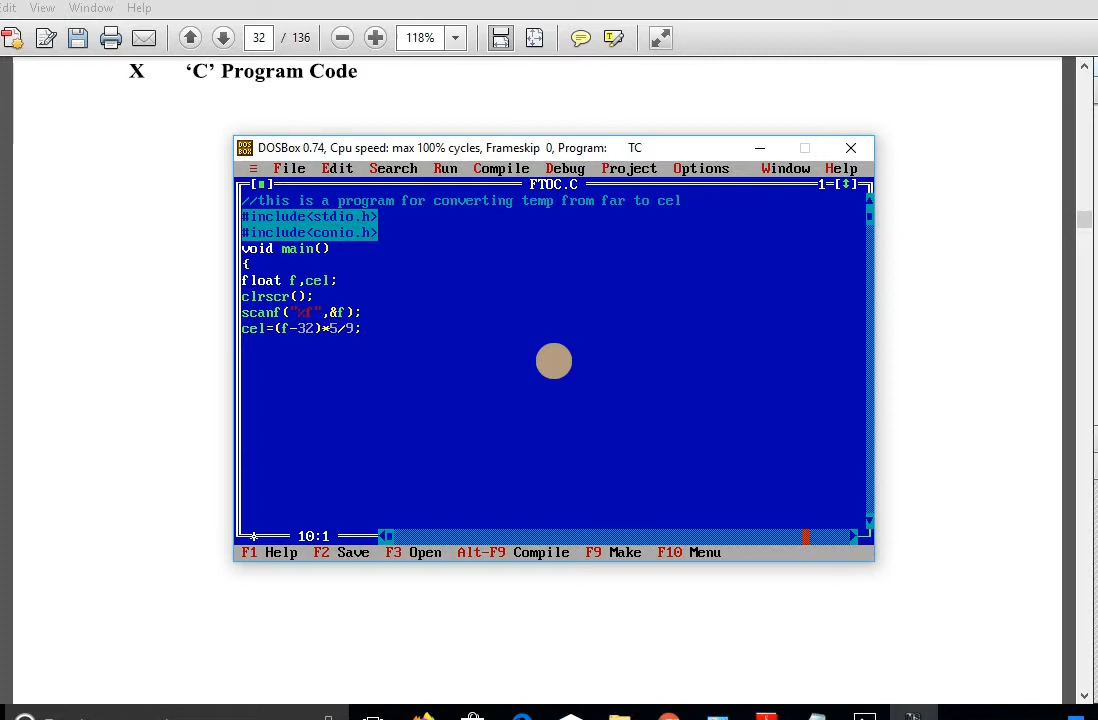 Edit View Window Help
32 / 136 118%
X ‘C’ Program Code
DOS BOX DOSBox 0.74, Cpu speed: max 100% cycles, Frameskip 0, Program: TC
≡ File Edit Search Run Compile Debug Project Options Window Help
[■] FTOC.C 1=[↕]
//this is a program for converting temp from far to cel
#include<stdio.h>
#include<conio.h>
void main()
{
float f,cel;
clrscr();
scanf("%f",&f);
cel=(f-32)*5/9;
10:1
F1 Help F2 Save F3 Open Alt-F9 Compile F9 Make F10 Menu